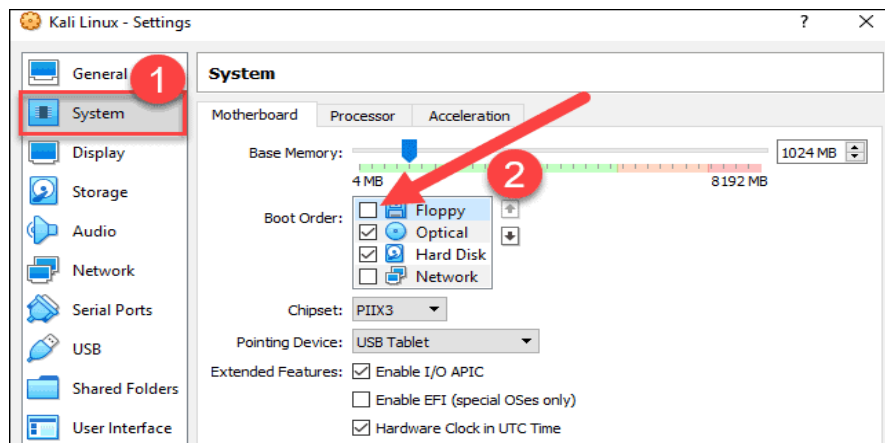 Kali Linux - Settings
?
General
1
System
Display
Storage
Audio
Network
Serial Ports
USB
Shared Folders
User Interface
System
Motherboard Processor Acceleration
Base Memory: 1024 MB
4 MB 8192 MB
2
Boot Order: Floppy
Optical
Hard Disk
Network
Chipset: PIIX3
Pointing Device: USB Tablet
Extended Features: Enable I/O APIC
Enable EFI (special OSes only)
Hardware Clock in UTC Time